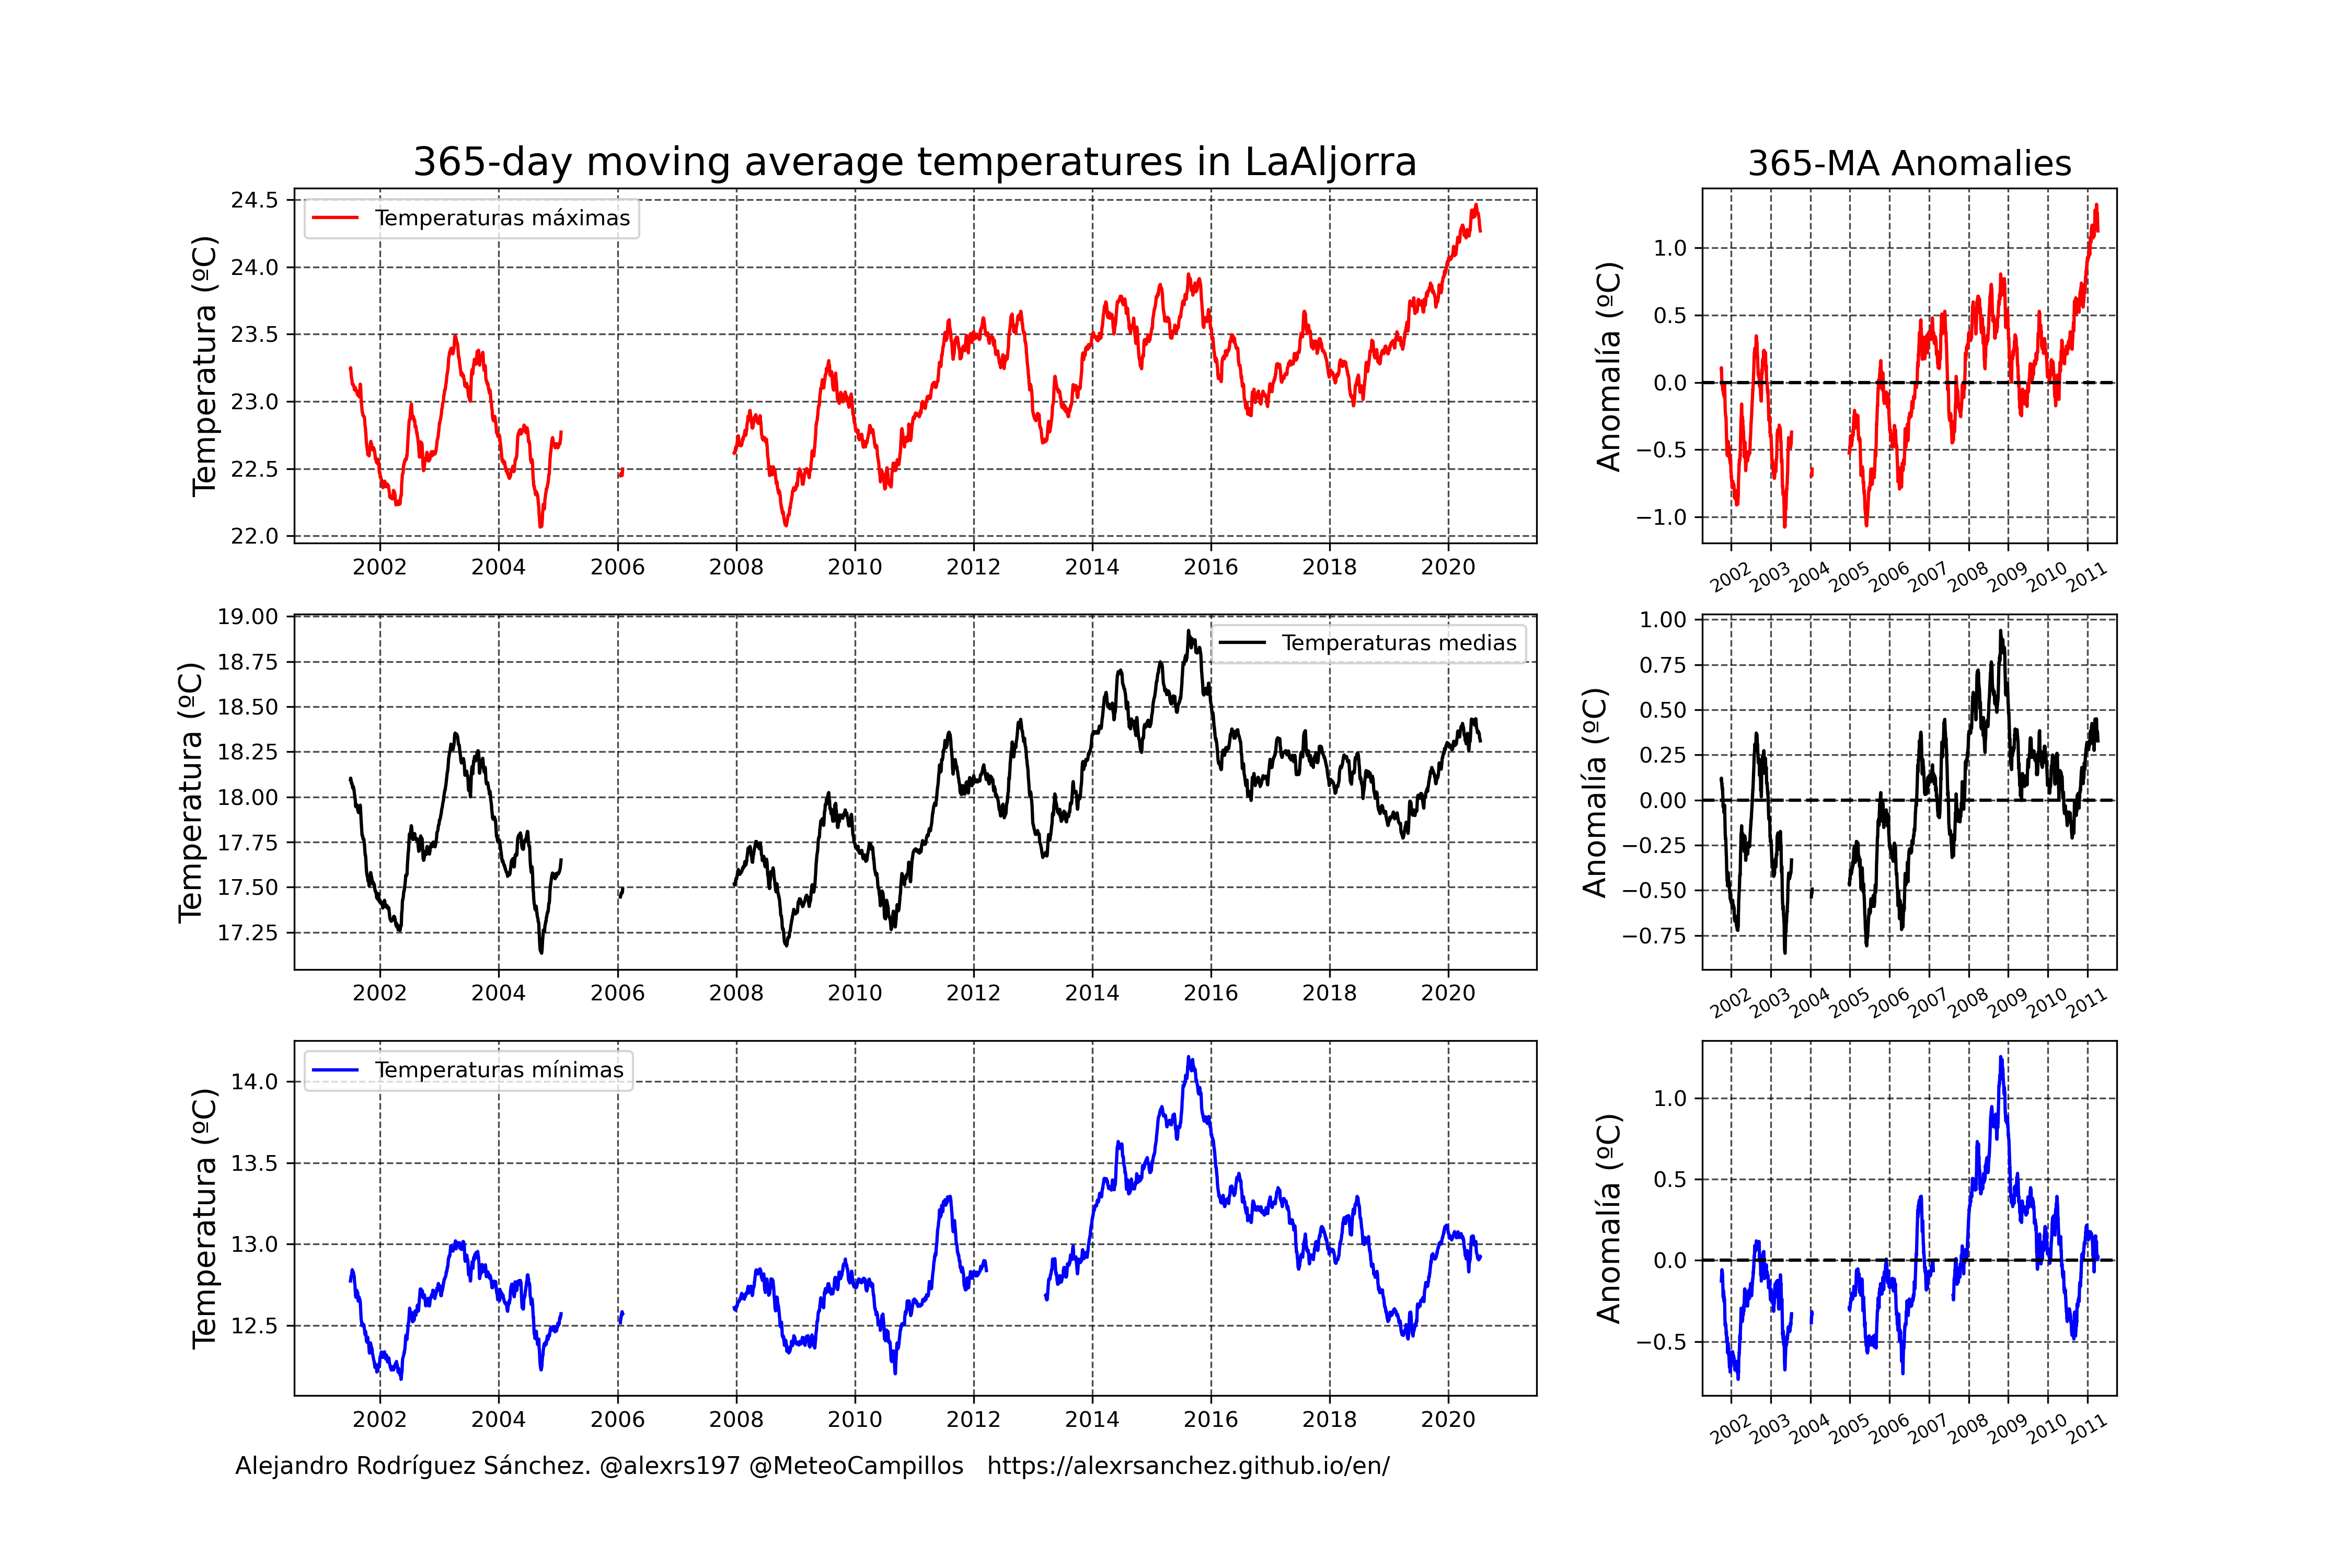 365-day moving average temperatures in LaAljorra
365-MA Anomalies
Temperatura (ºC)
24.5
24.0
23.5
23.0
22.5
22.0
Temperaturas máximas
2002 2004 2006 2008 2010 2012 2014 2016 2018 2020
Anomalía (ºC)
1.0
0.5
0.0
−0.5
−1.0
2002 2003 2004 2005 2006 2007 2008 2009 2010 2011
Temperatura (ºC)
19.00
18.75
18.50
18.25
18.00
17.75
17.50
17.25
Temperaturas medias
2002 2004 2006 2008 2010 2012 2014 2016 2018 2020
Anomalía (ºC)
1.00
0.75
0.50
0.25
0.00
−0.25
−0.50
−0.75
2002 2003 2004 2005 2006 2007 2008 2009 2010 2011
Temperatura (ºC)
14.0
13.5
13.0
12.5
Temperaturas mínimas
2002 2004 2006 2008 2010 2012 2014 2016 2018 2020
Anomalía (ºC)
1.0
0.5
0.0
−0.5
2002 2003 2004 2005 2006 2007 2008 2009 2010 2011
Alejandro Rodríguez Sánchez. @alexrs197 @MeteoCampillos https://alexrsanchez.github.io/en/